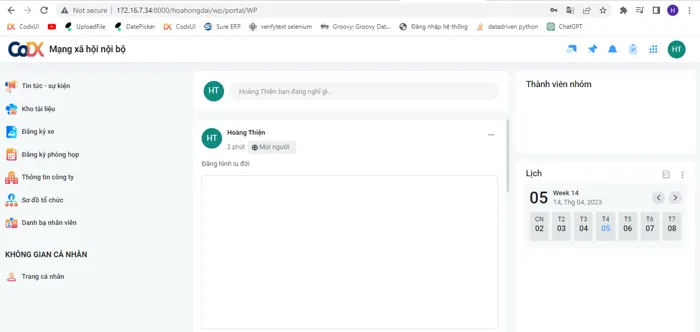 Not secure
172.16.7.34:8000/hoahongdai/wp/portal/WP
H
CodxUI
UploadFile
DatePicker
CodxUI
Sure ERP
verifytext selenium
Groovy: Groovy Dat...
Đăng nhập hệ thống
datadriven python
ChatGPT
CoDX
Mạng xã hội nội bộ
HT
Tin tức - sự kiện
Kho tài liệu
Đăng ký xe
Đăng ký phòng họp
Thông tin công ty
Sơ đồ tổ chức
Danh bạ nhân viên
KHÔNG GIAN CÁ NHÂN
Trang cá nhân
HT
Hoàng Thiện bạn đang nghĩ gì...
HT
Hoàng Thiện
2 phút
Mọi người
Đăng hình iu đời
Thành viên nhóm
Lịch
05
Week 14
T4, Thg 04, 2023
CN T2 T3 T4 T5 T6 T7
02 03 04 05 06 07 08